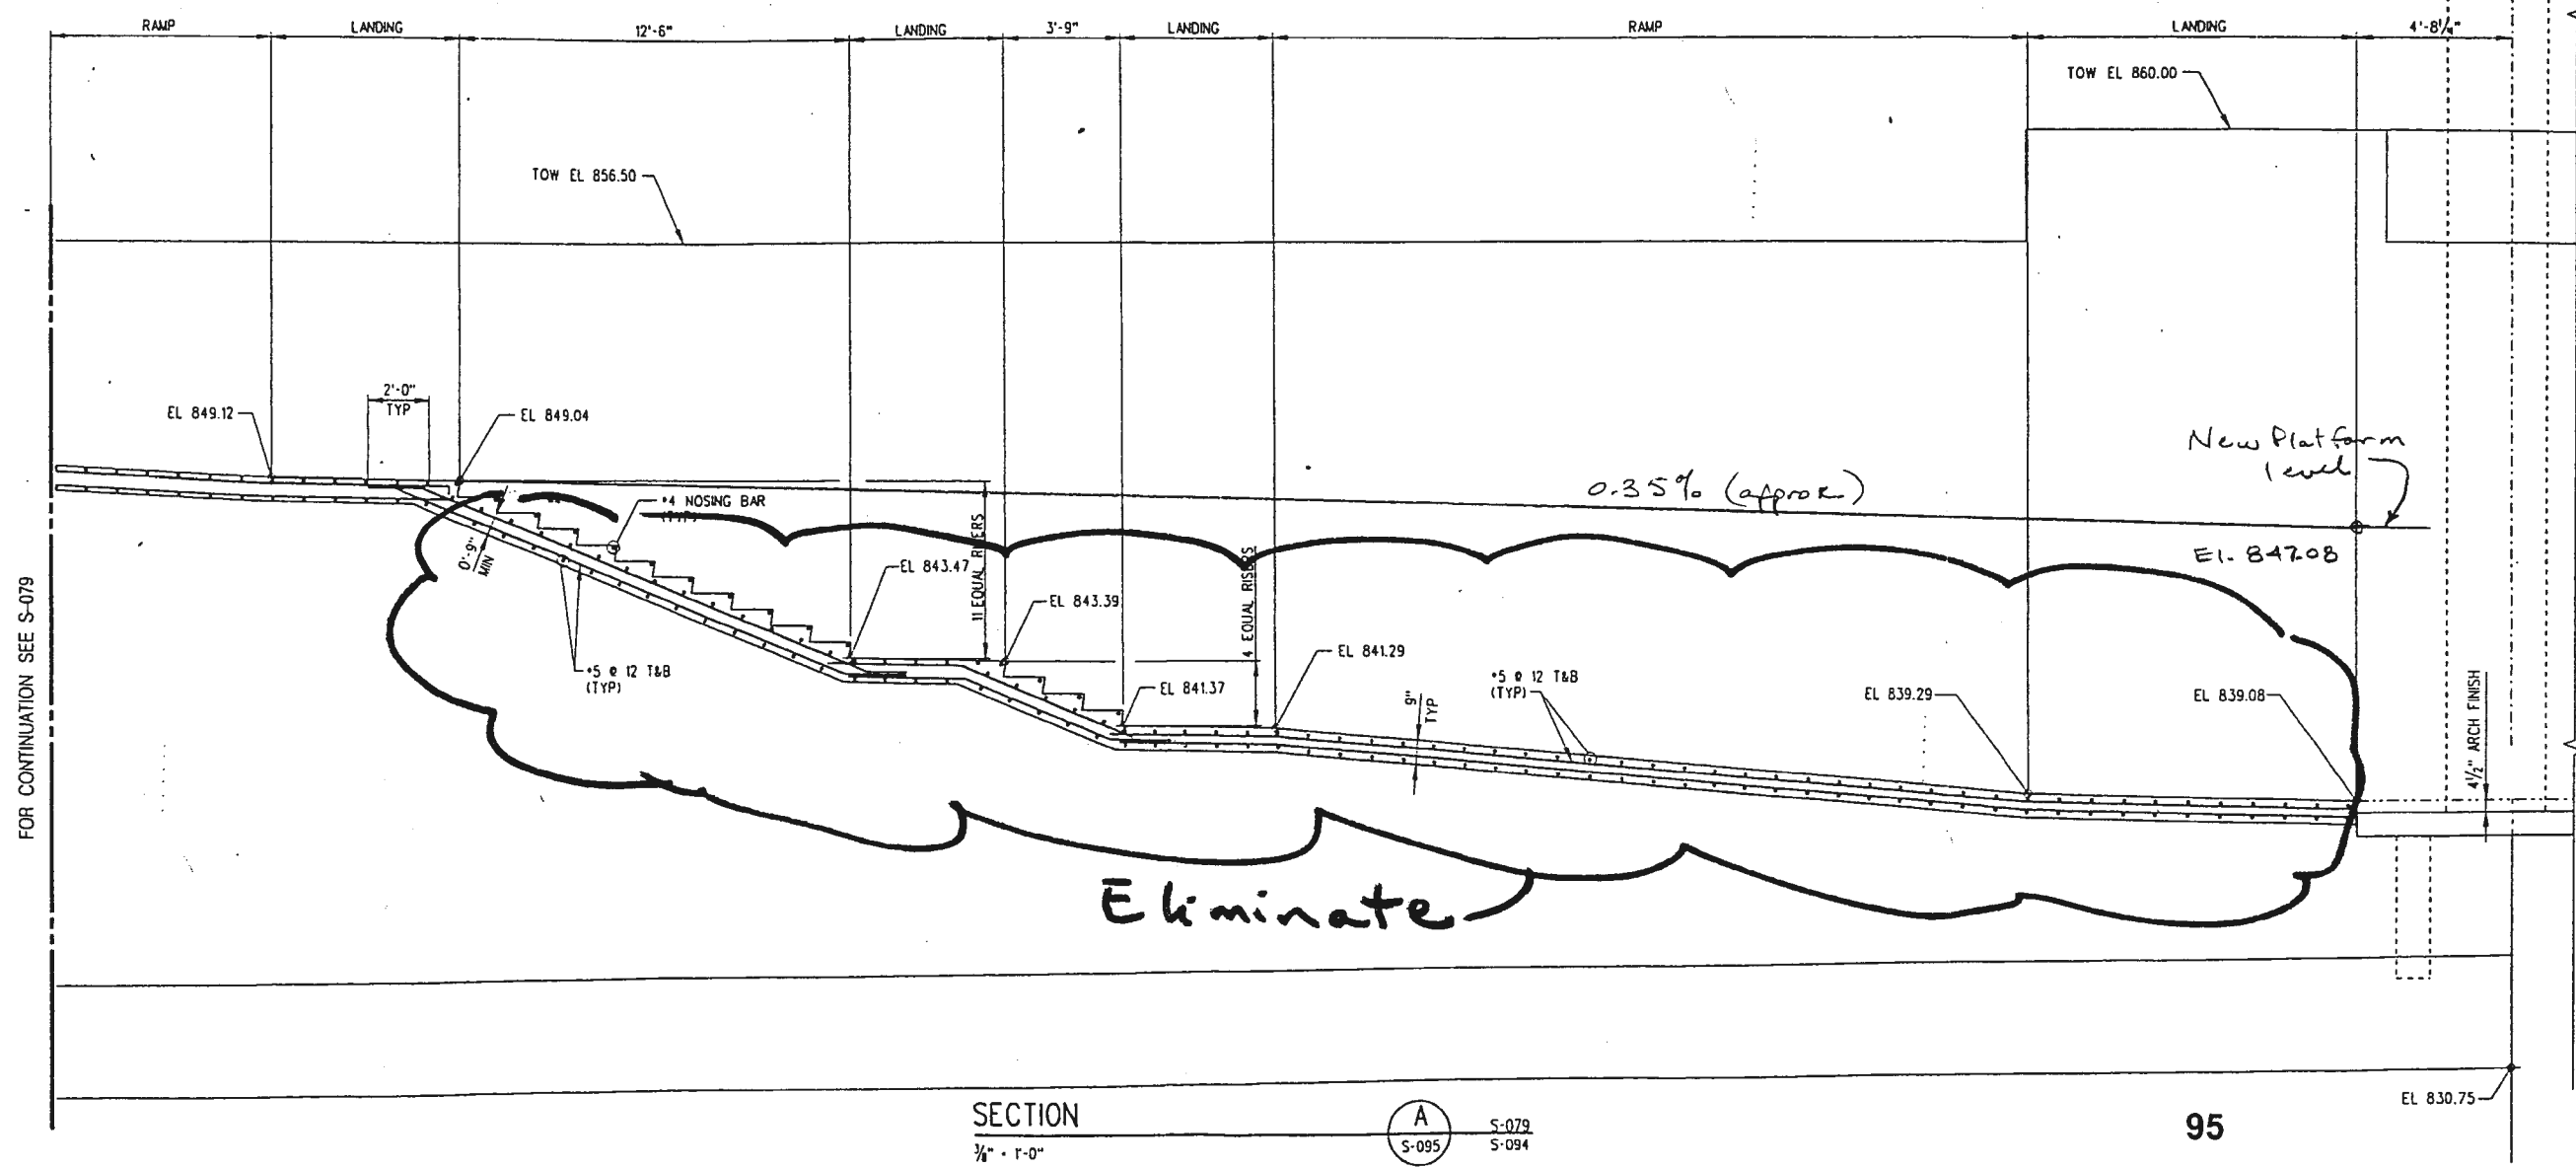 RAMP
LANDING
12'-6"
LANDING
3'-9"
LANDING
RAMP
LANDING
4'-8¼"
TOW EL 860.00
TOW EL 856.50
2'-0"
TYP
EL 849.12
EL 849.04
New Platform
level
0.35% (approx)
•4 NOSING BAR
(TYP)
El. 847.08
0'-9"
MIN
11 EQUAL RISERS
EL 843.47
4 EQUAL RISERS
EL 843.39
FOR CONTINUATION SEE S-079
EL 841.29
•5 @ 12 T&B
(TYP)
•5 @ 12 T&B
(TYP)
9"
TYP
EL 841.37
EL 839.29
EL 839.08
4½" ARCH FINISH
Eliminate
EL 830.75
SECTION
⅜" • 1'-0"
A
S-095
S-079
S-094
95